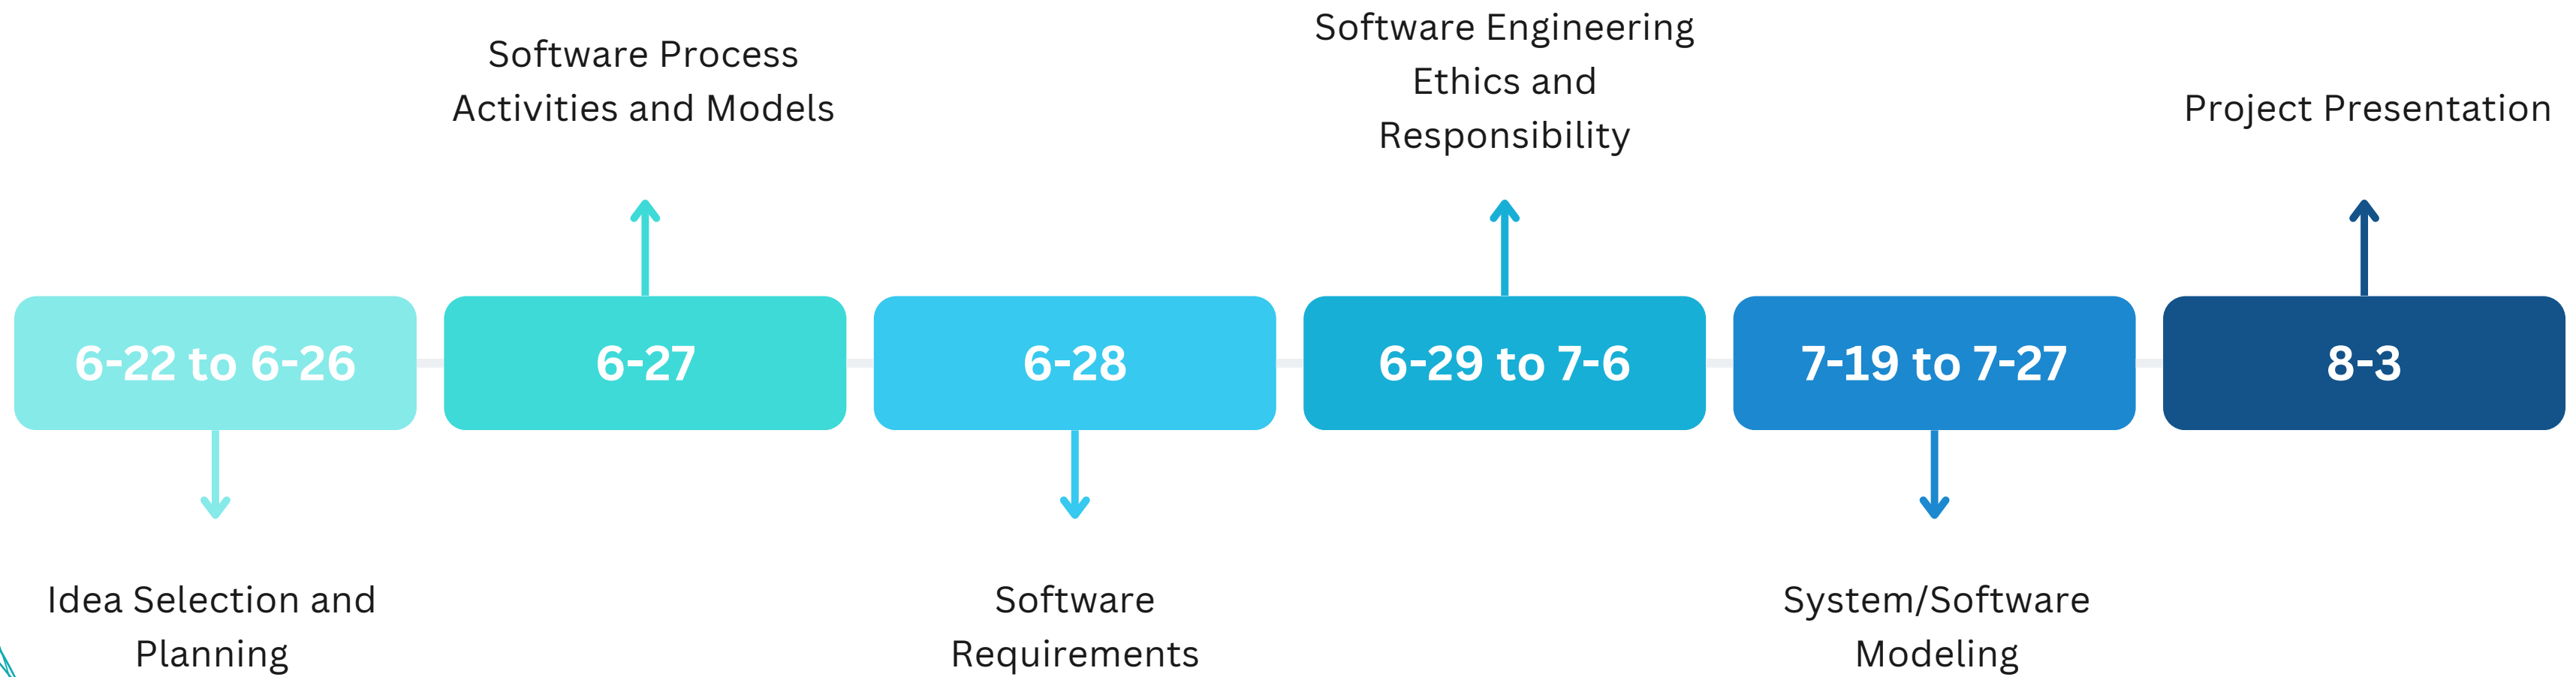 Software Process
Activities and Models
Software Engineering
Ethics and
Responsibility
Project Presentation
6-22 to 6-26
6-27
6-28
6-29 to 7-6
7-19 to 7-27
8-3
Idea Selection and
Planning
Software
Requirements
System/Software
Modeling